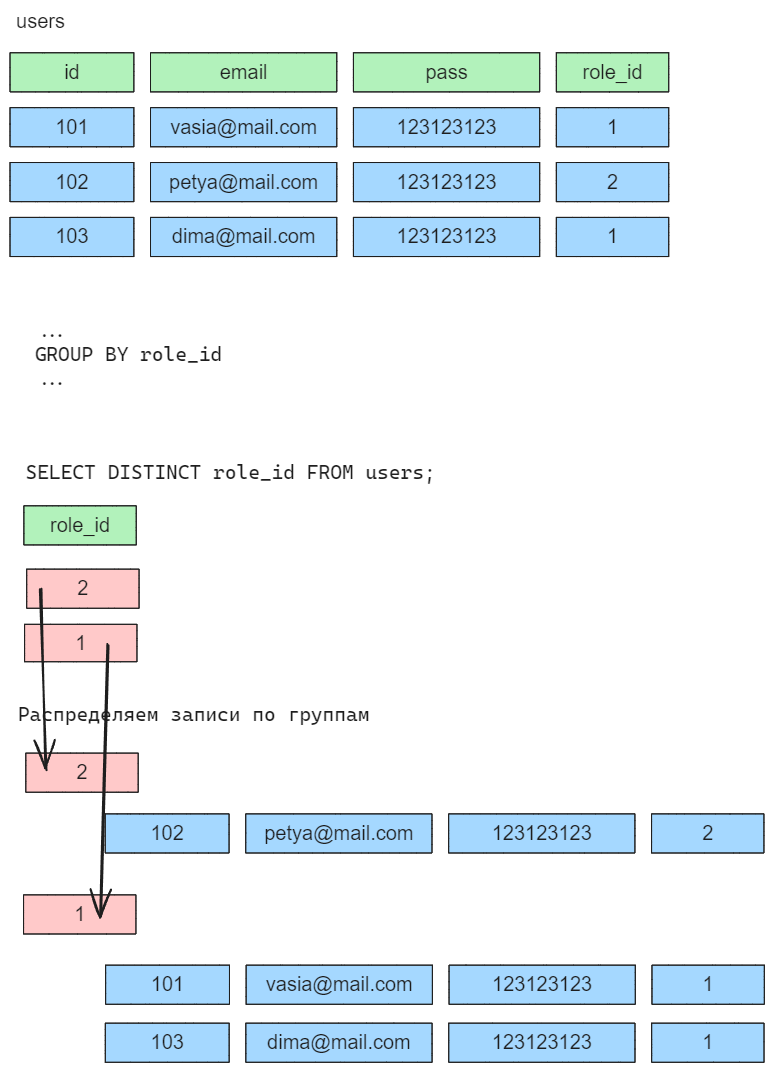 users
id email pass role_id
101 vasia@mail.com 123123123 1
102 petya@mail.com 123123123 2
103 dima@mail.com 123123123 1
...
GROUP BY role_id
...
SELECT DISTINCT role_id FROM users;
role_id
2
1
Распределяем записи по группам
2
102 petya@mail.com 123123123 2
1
101 vasia@mail.com 123123123 1
103 dima@mail.com 123123123 1